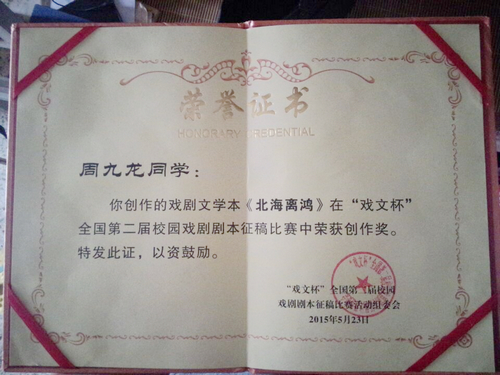 荣誉证书
HONORARY CREDENTIAL
周九龙同学：
你创作的戏剧文学本《北海离鸿》在“戏文杯”
全国第二届校园戏剧剧本征稿比赛中荣获创作奖。
特发此证，以资鼓励。
“戏文杯”全国第二届校园
戏剧剧本征稿比赛活动组委会
2015年5月23日